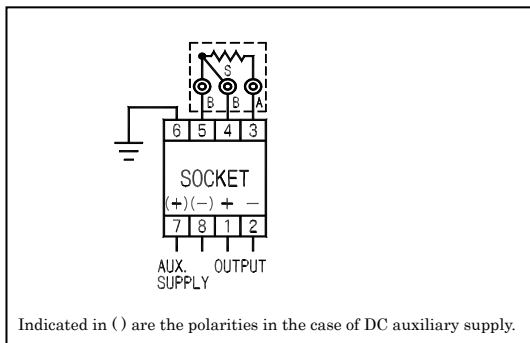 S
B B A
6 5 4 3
SOCKET
(+) (−) + −
7 8 1 2
AUX. OUTPUT
SUPPLY
Indicated in ( ) are the polarities in the case of DC auxiliary supply.